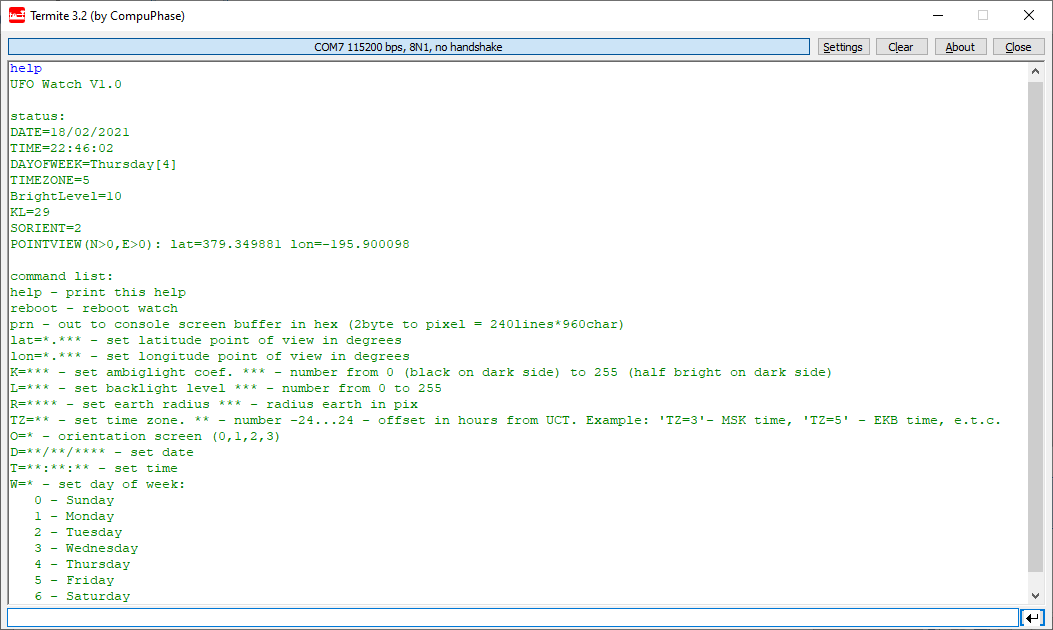 Termite 3.2 (by CompuPhase)
COM7 115200 bps, 8N1, no handshake
Settings
Clear
About
Close
help
UFO Watch V1.0
status:
DATE=18/02/2021
TIME=22:46:02
DAYOFWEEK=Thursday[4]
TIMEZONE=5
BrightLevel=10
KL=29
SORIENT=2
POINTVIEW(N>0,E>0): lat=379.349881 lon=-195.900098
command list:
help - print this help
reboot - reboot watch
prn - out to console screen buffer in hex (2byte to pixel = 240lines*960char)
lat=*.*** - set latitude point of view in degrees
lon=*.*** - set longitude point of view in degrees
K=*** - set ambiglight coef. *** - number from 0 (black on dark side) to 255 (half bright on dark side)
L=*** - set backlight level *** - number from 0 to 255
R=**** - set earth radius *** - radius earth in pix
TZ=** - set time zone. ** - number -24...24 - offset in hours from UCT. Example: 'TZ=3'- MSK time, 'TZ=5' - EKB time, e.t.c.
O=* - orientation screen (0,1,2,3)
D=**/**/**** - set date
T=**:**:** - set time
W=* - set day of week:
0 - Sunday
1 - Monday
2 - Tuesday
3 - Wednesday
4 - Thursday
5 - Friday
6 - Saturday